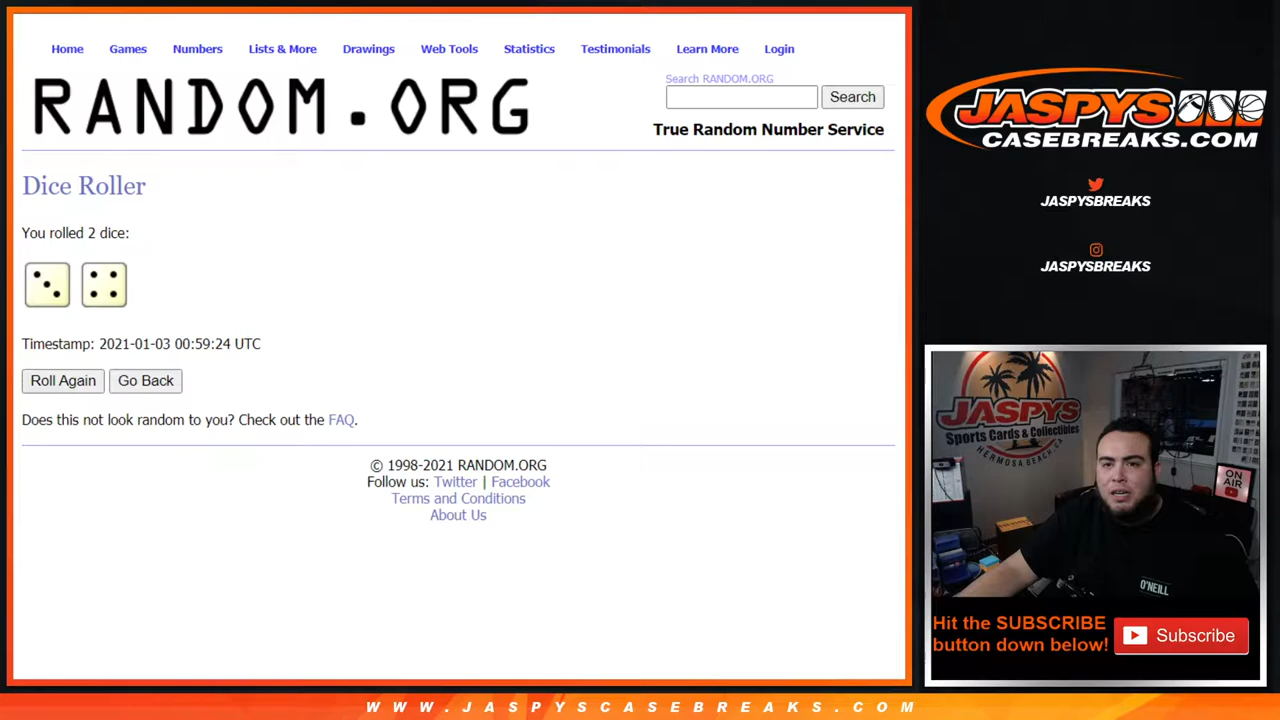 Home Games Numbers Lists & More Drawings Web Tools Statistics Testimonials Learn More Login
RANDOM.ORG
Search RANDOM.ORG
Search
True Random Number Service
Dice Roller
You rolled 2 dice:
Timestamp: 2021-01-03 00:59:24 UTC
Roll Again Go Back
Does this not look random to you? Check out the FAQ.
© 1998-2021 RANDOM.ORG
Follow us: Twitter | Facebook
Terms and Conditions
About Us
JASPYS
CASEBREAKS.COM
JASPYSBREAKS
JASPYSBREAKS
JASPYS
Sports Cards & Collectibles
HERMOSA BEACH, CA
ON
AIR
O'NEILL
Hit the SUBSCRIBE
button down below!
Subscribe
WWW.JASPYSCASEBREAKS.COM